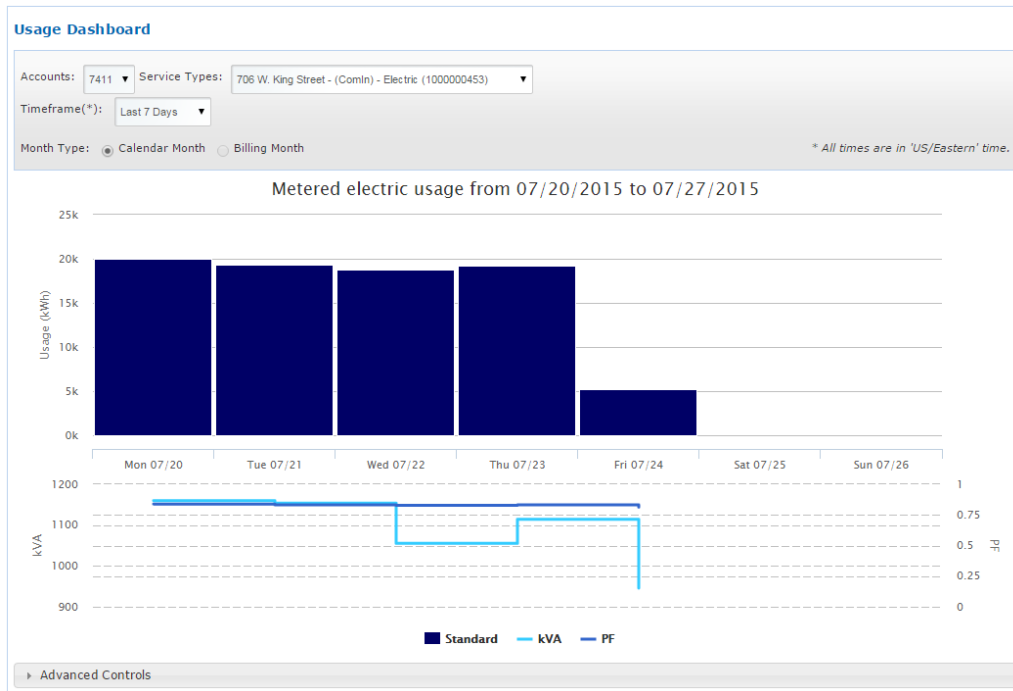 Usage Dashboard
Accounts: 7411 Service Types: 706 W. King Street - (ComIn) - Electric (1000000453)
Timeframe(*): Last 7 Days
Month Type: Calendar Month Billing Month * All times are in 'US/Eastern' time.
Metered electric usage from 07/20/2015 to 07/27/2015
25k
20k
15k
10k
5k
0k
Usage (kWh)
Mon 07/20 Tue 07/21 Wed 07/22 Thu 07/23 Fri 07/24 Sat 07/25 Sun 07/26
1200 1
1100 0.75
1000 0.5
900 0.25
0
kVA PF
Standard kVA PF
Advanced Controls